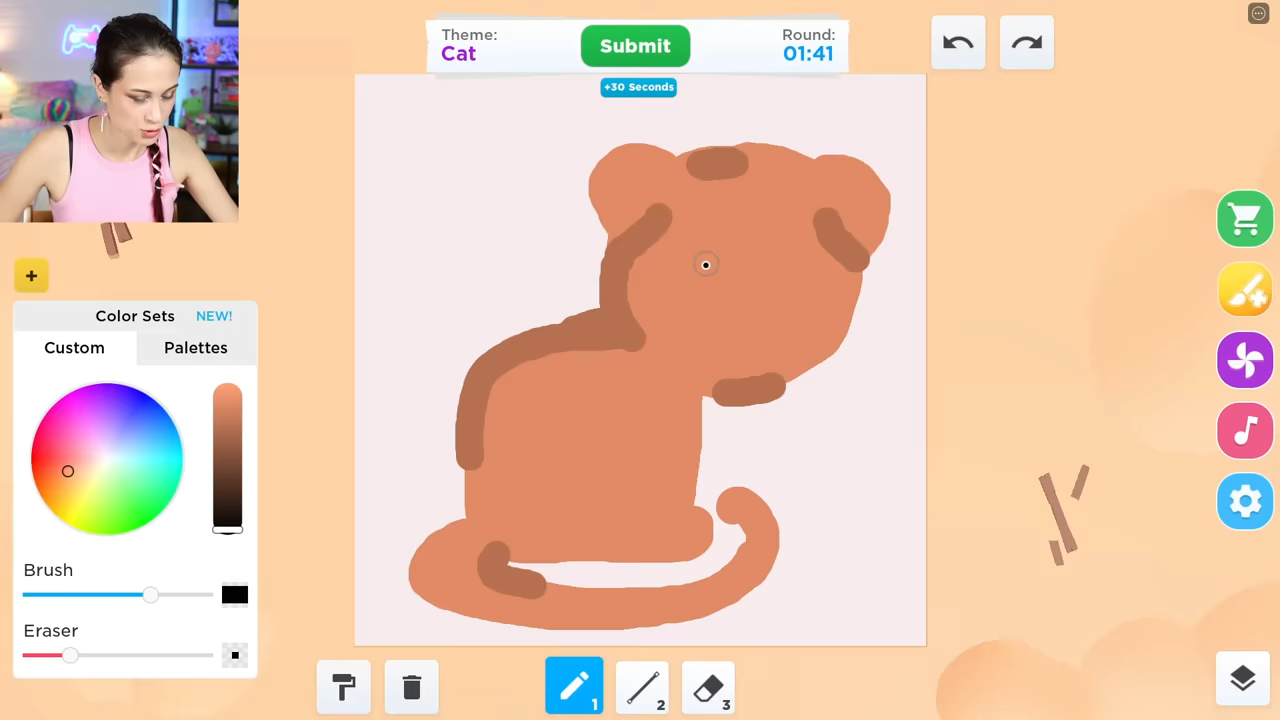 Theme:
Cat
Submit
Round:
01:41
+30 Seconds
+
Color Sets NEW!
Custom
Palettes
Brush
Eraser
1
2
3